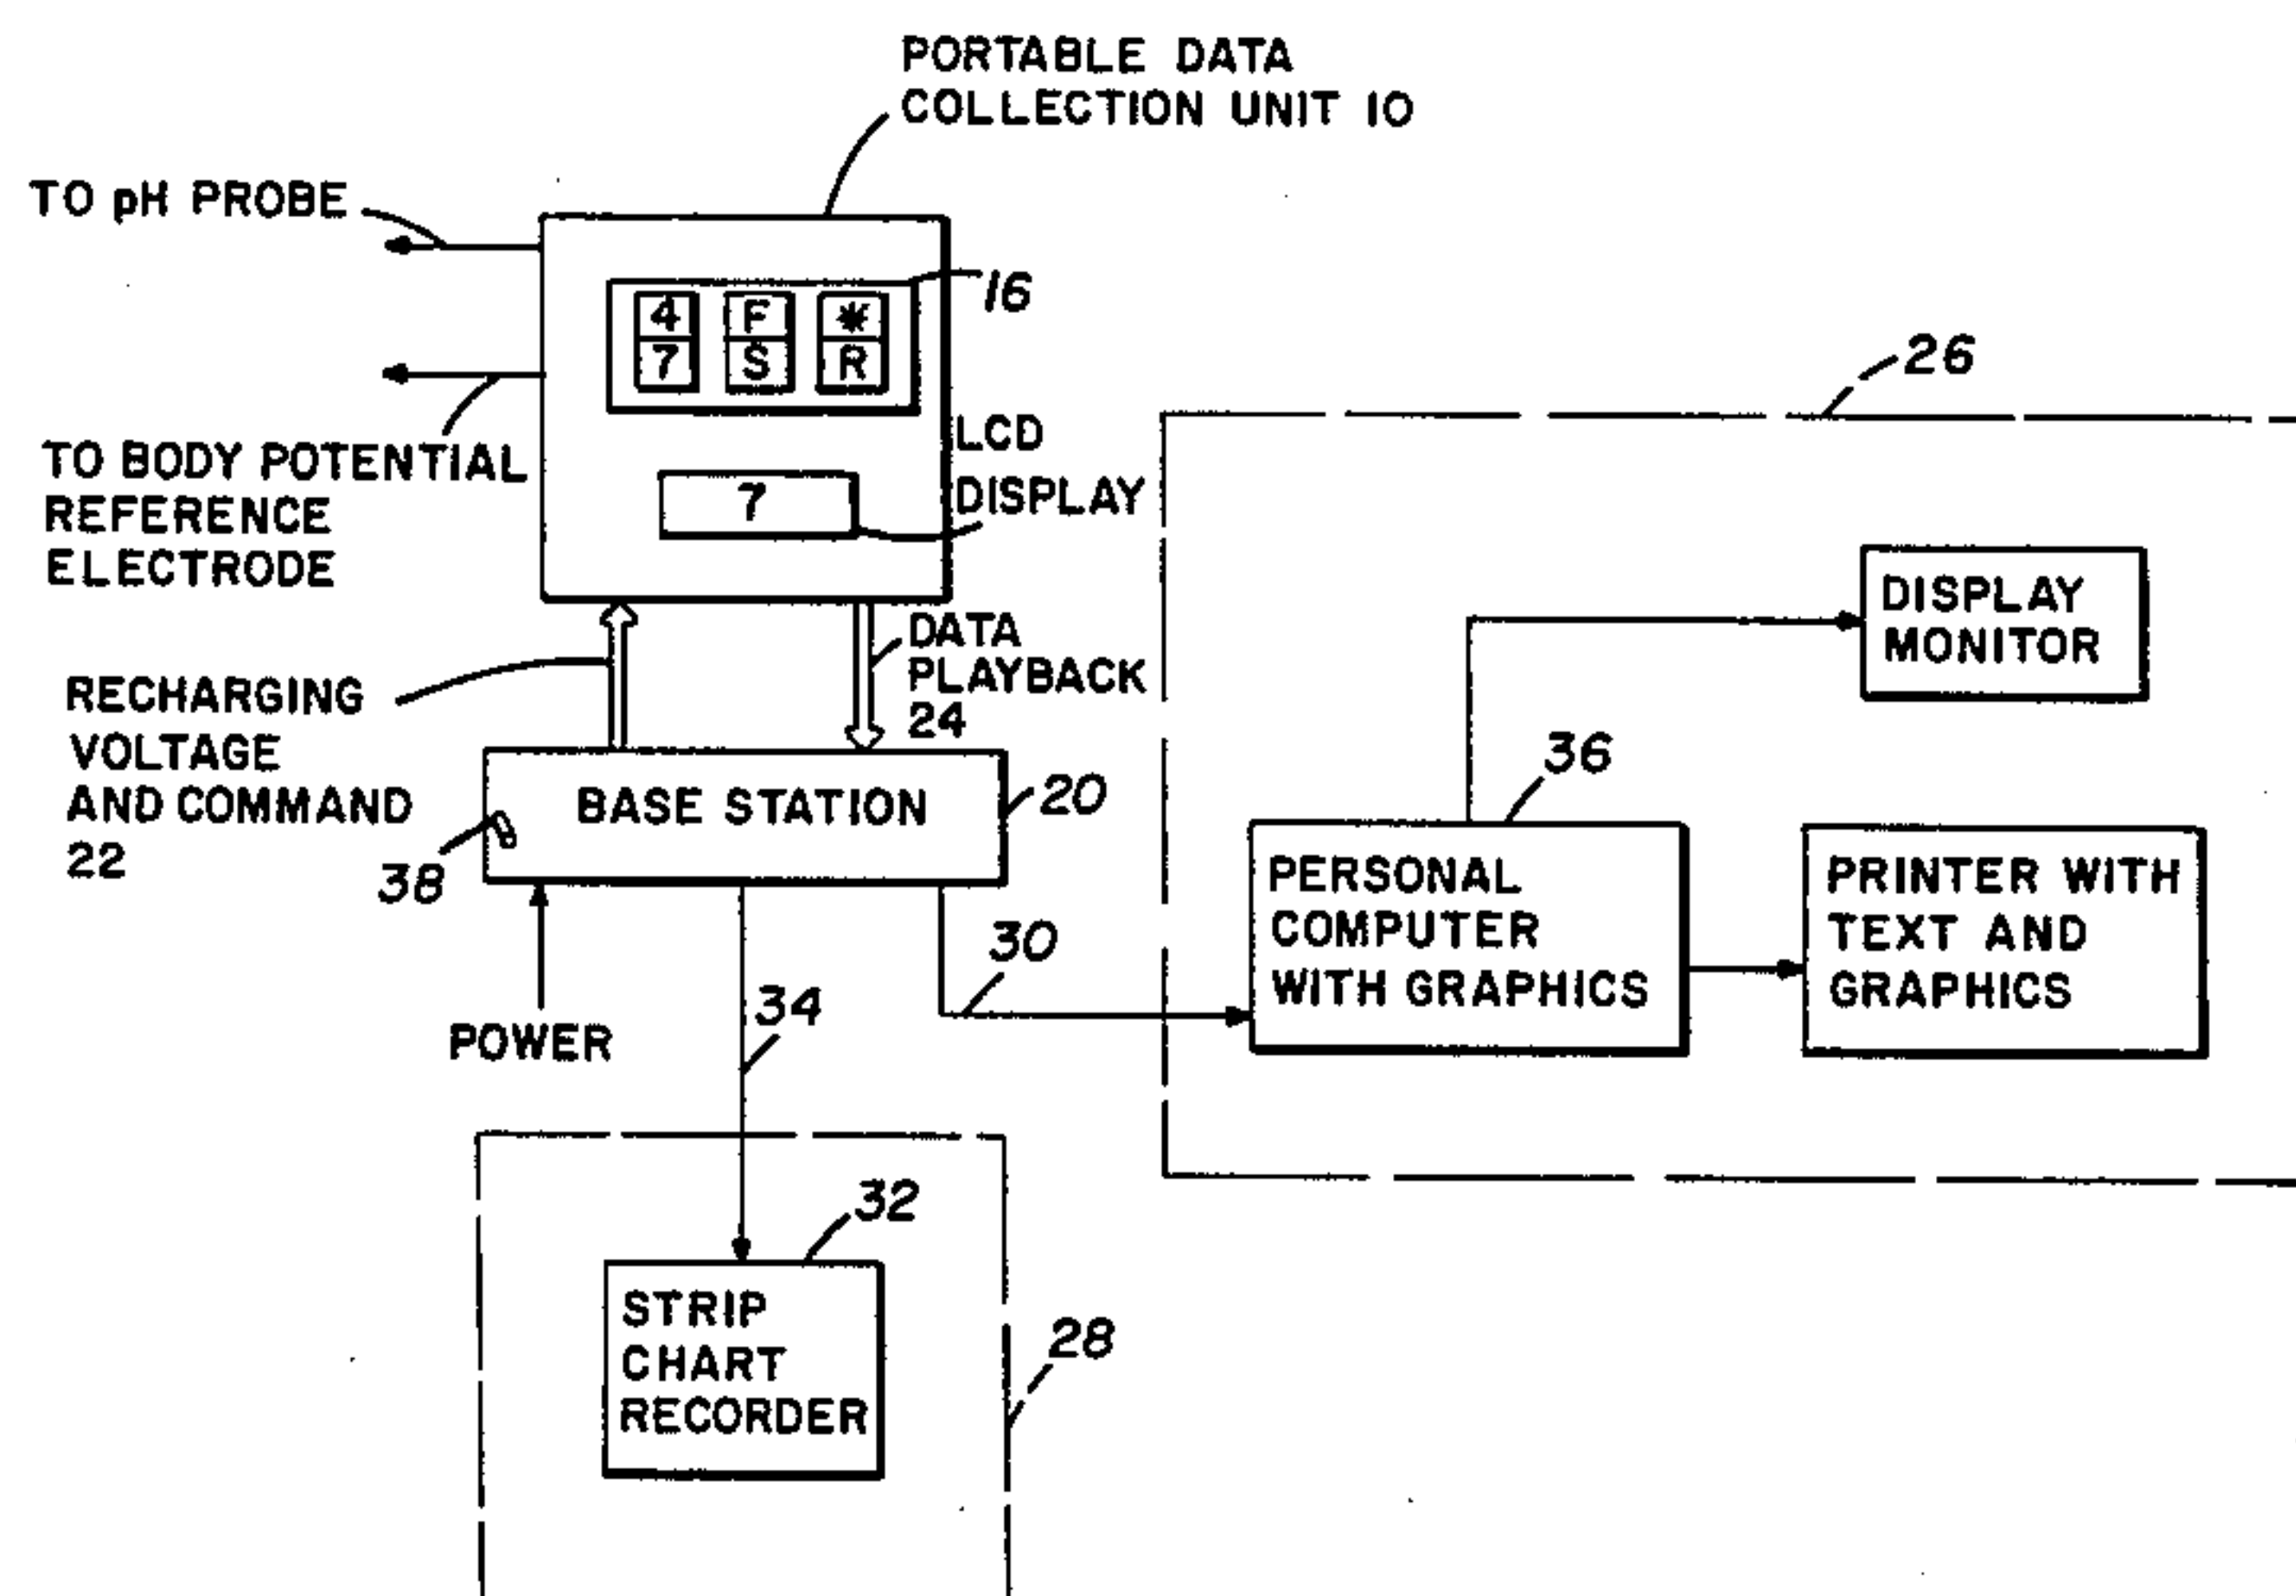 PORTABLE DATA
COLLECTION UNIT 10
TO pH PROBE
16
4 F *
7 S R
TO BODY POTENTIAL
REFERENCE
ELECTRODE
LCD
DISPLAY
7
26
DISPLAY
MONITOR
DATA
PLAYBACK
24
RECHARGING
VOLTAGE
AND COMMAND
22
BASE STATION
20
38
36
PERSONAL
COMPUTER
WITH GRAPHICS
PRINTER WITH
TEXT AND
GRAPHICS
30
34
POWER
32
STRIP
CHART
RECORDER
28